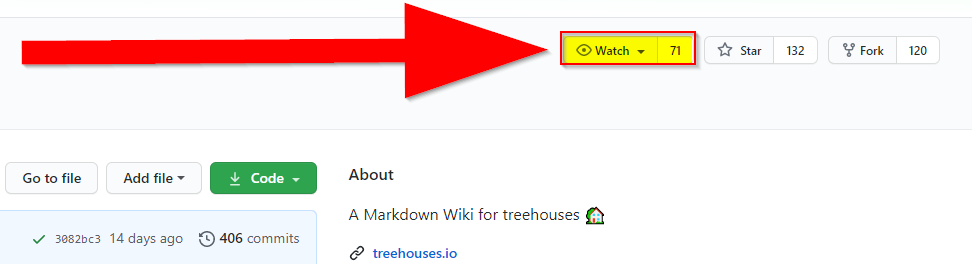 Watch 71 Star 132 Fork 120
Go to file Add file Code
About
A Markdown Wiki for treehouses
3082bc3 14 days ago 406 commits
treehouses.io